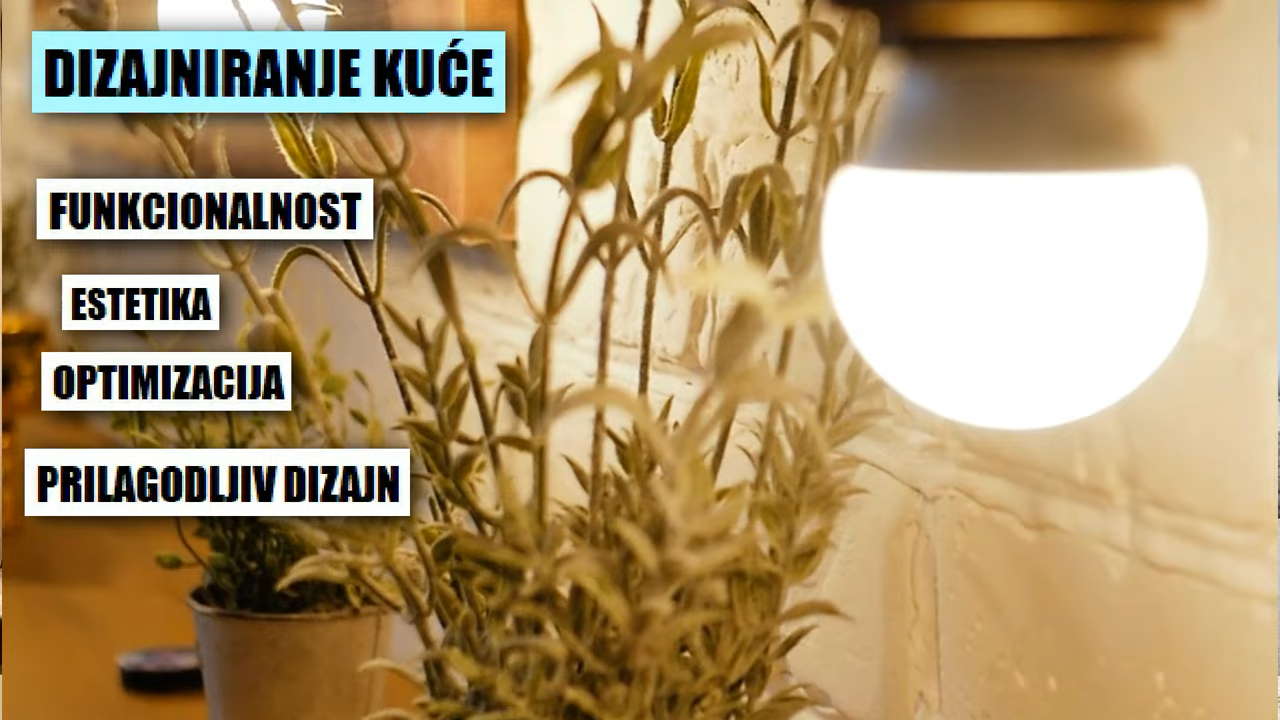 DIZAJNIRANJE KUĆE
FUNKCIONALNOST
ESTETIKA
OPTIMIZACIJA
PRILAGODLJIV DIZAJN